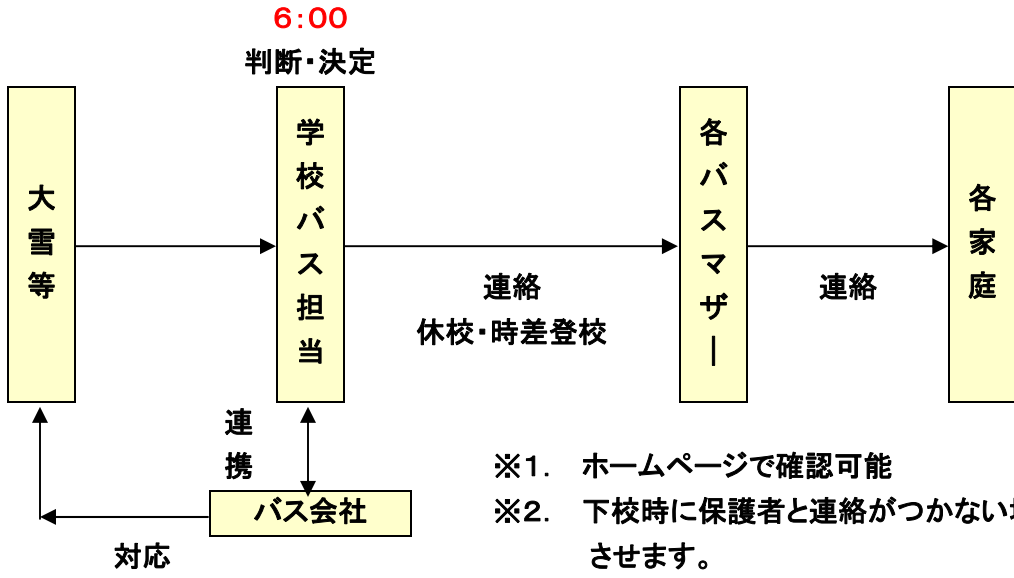 6:00
判断・決定
大雪等
学校バス担当
各バスマザー
各家庭
連絡
休校・時差登校
連絡
連携
バス会社
対応
※1. ホームページで確認可能
※2. 下校時に保護者と連絡がつかない
させます。